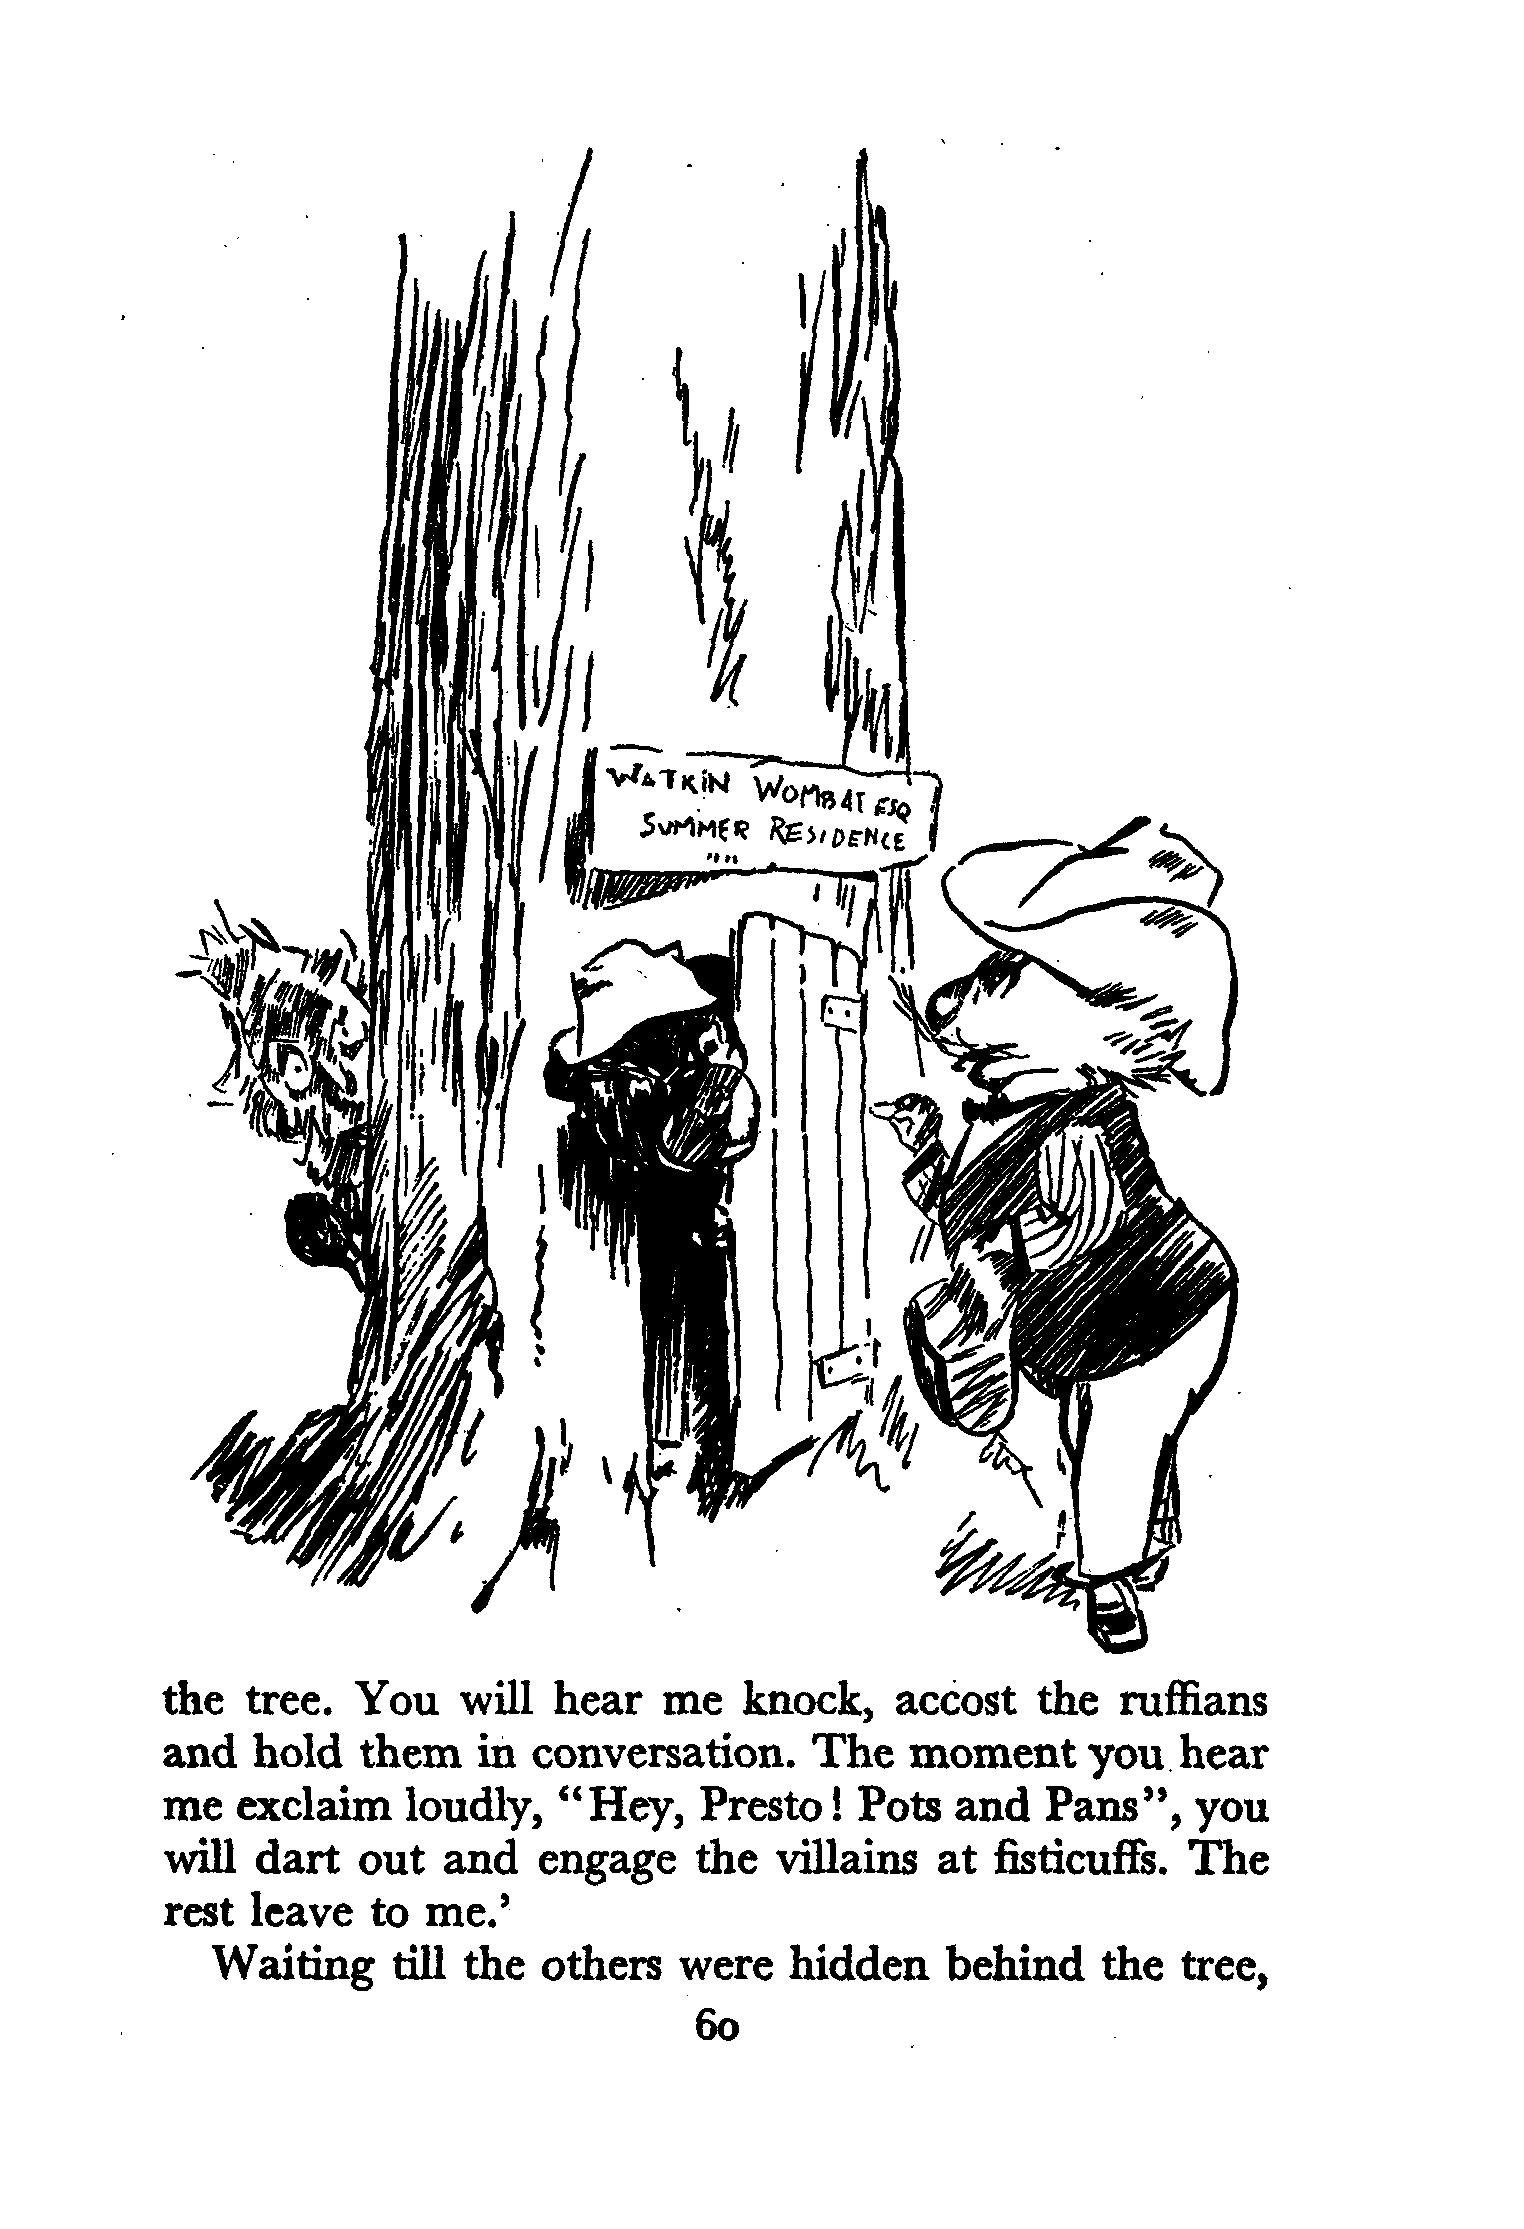 WATKIN WOMBAT ESQ
SUMMER RESIDENCE
""
the tree. You will hear me knock, accost the ruffians
and hold them in conversation. The moment you hear
me exclaim loudly, “Hey, Presto! Pots and Pans”, you
will dart out and engage the villains at fisticuffs. The
rest leave to me.’
Waiting till the others were hidden behind the tree,
60